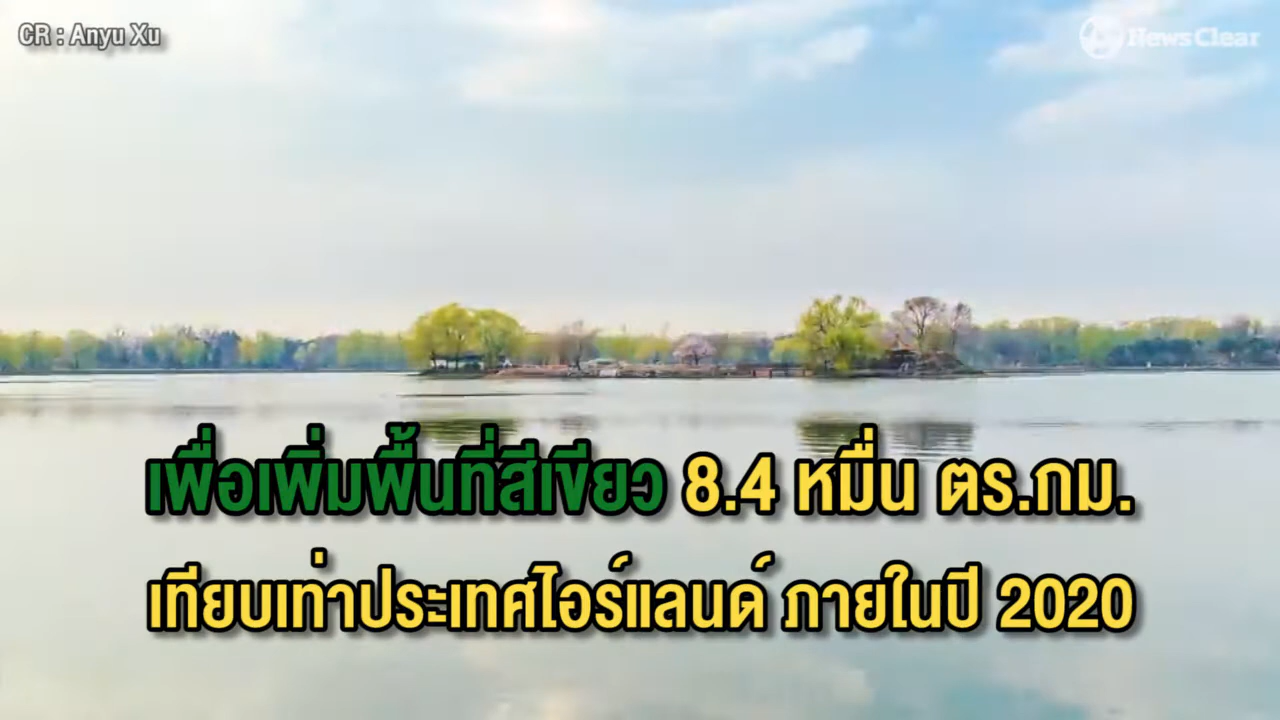 CR : Anyu Xu
News Clear
เพื่อเพิ่มพื้นที่สีเขียว 8.4 หมื่น ตร.กม.
เทียบเท่าประเทศไอร์แลนด์ ภายในปี 2020